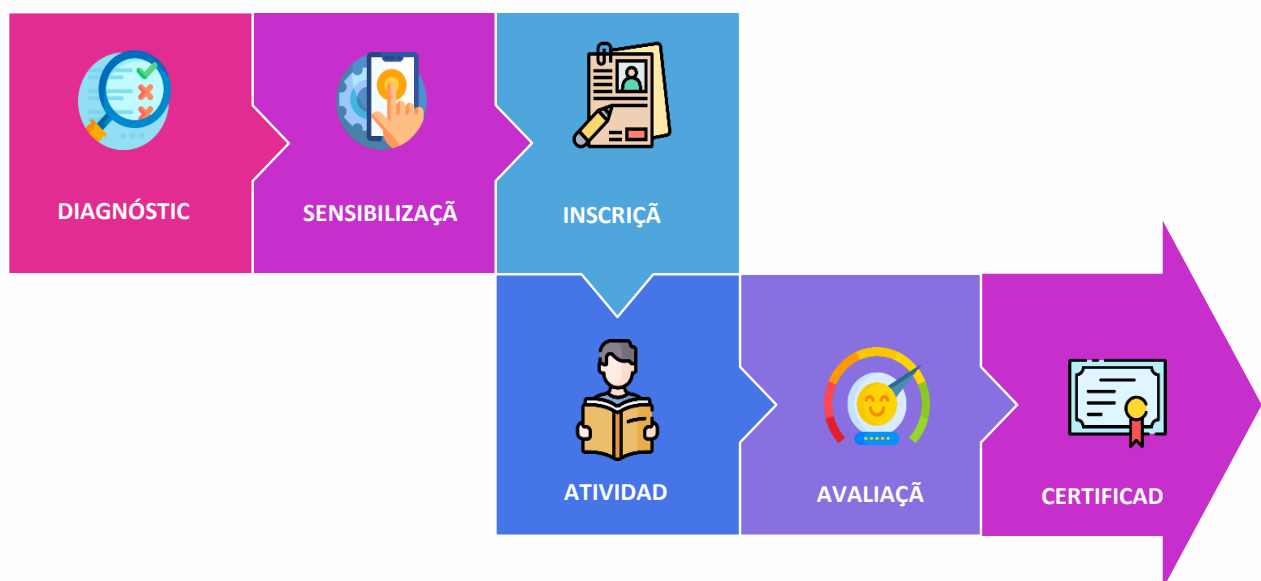 DIAGNÓSTIC
SENSIBILIZAÇÃ
INSCRIÇÃ
ATIVIDAD
AVALIAÇÃ
CERTIFICAD